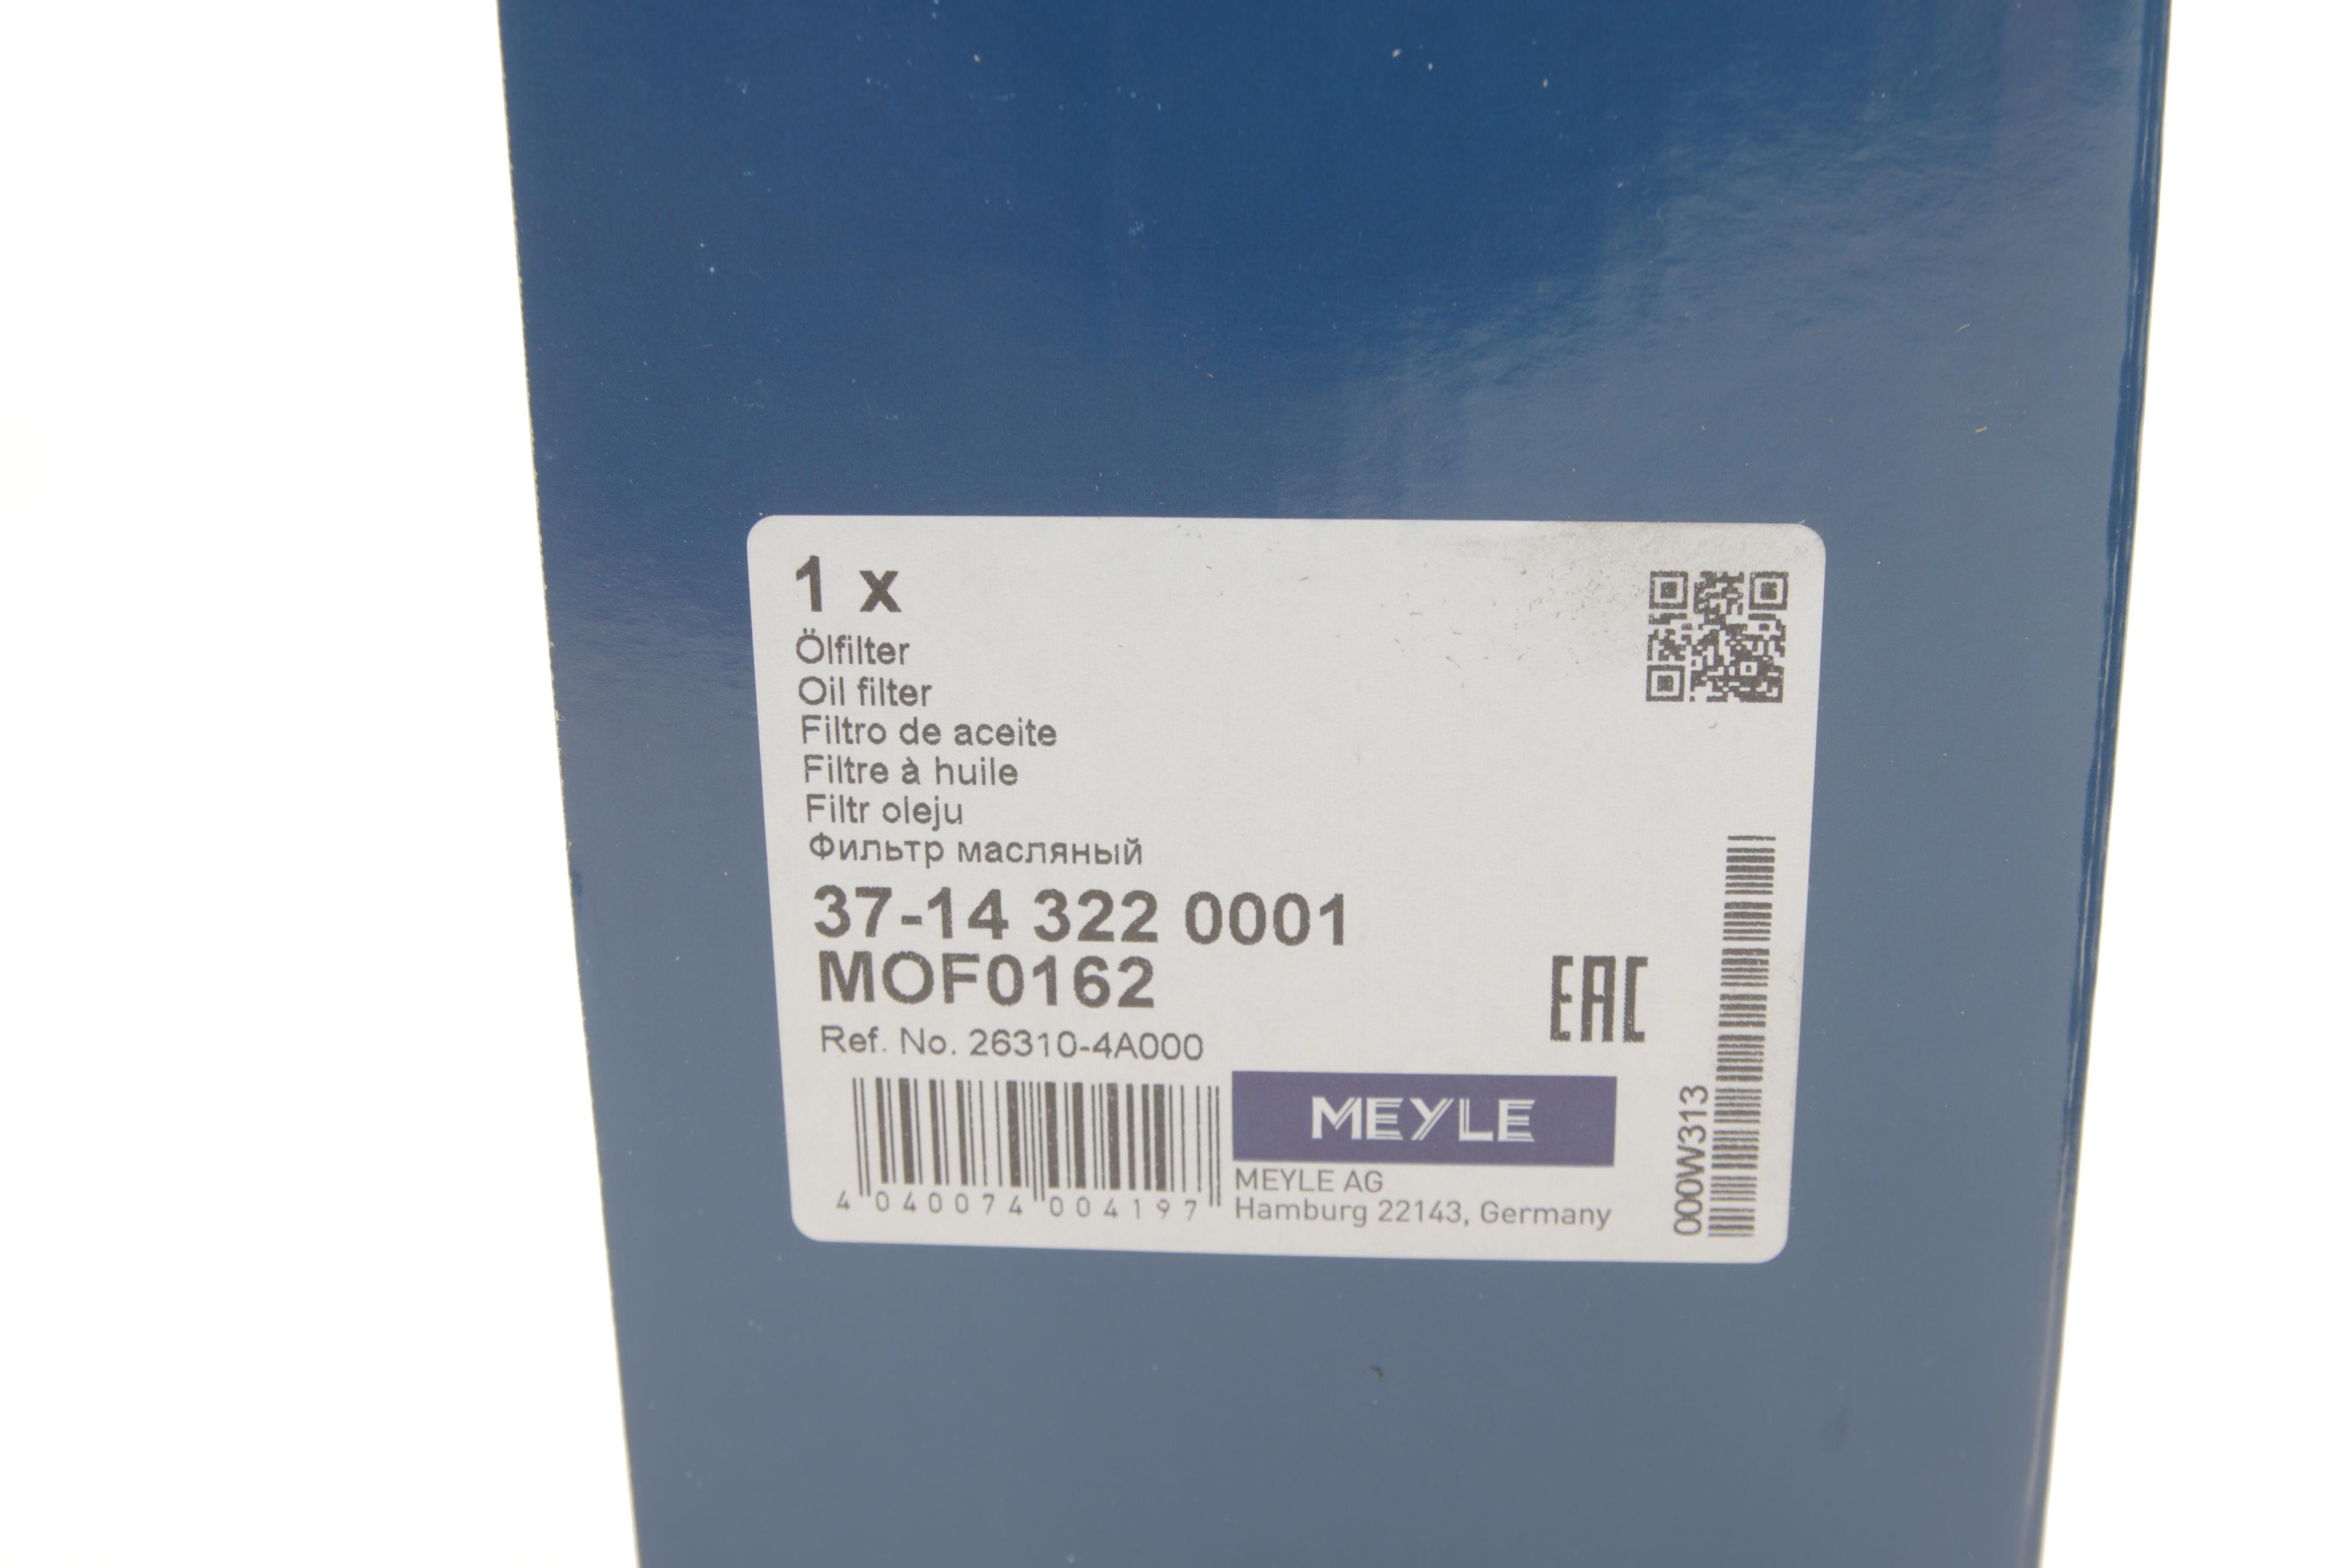 1 x
Ölfilter
Oil filter
Filtro de aceite
Filtre à huile
Filtr oleju
Фильтр масляный
37-14 322 0001
MOF0162
Ref. No. 26310-4A000
EAC
MEYLE
MEYLE AG
Hamburg 22143, Germany
4 040074 004197
000W313